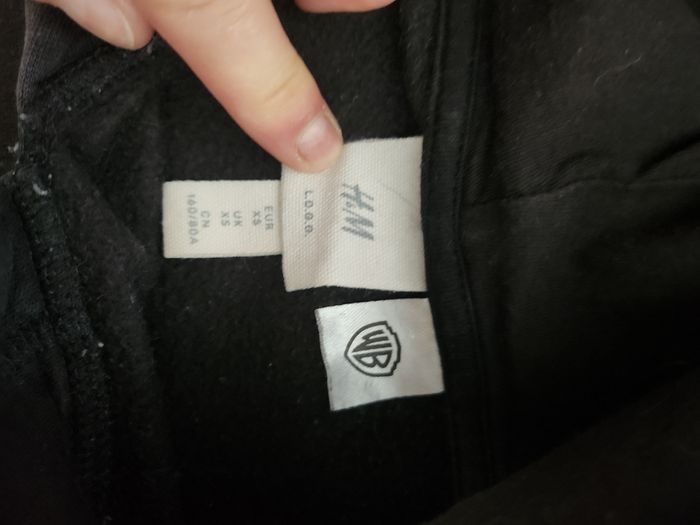 H&M
L.O.G.G.
EUR
XS
UK
XS
CN
160/80A
WB